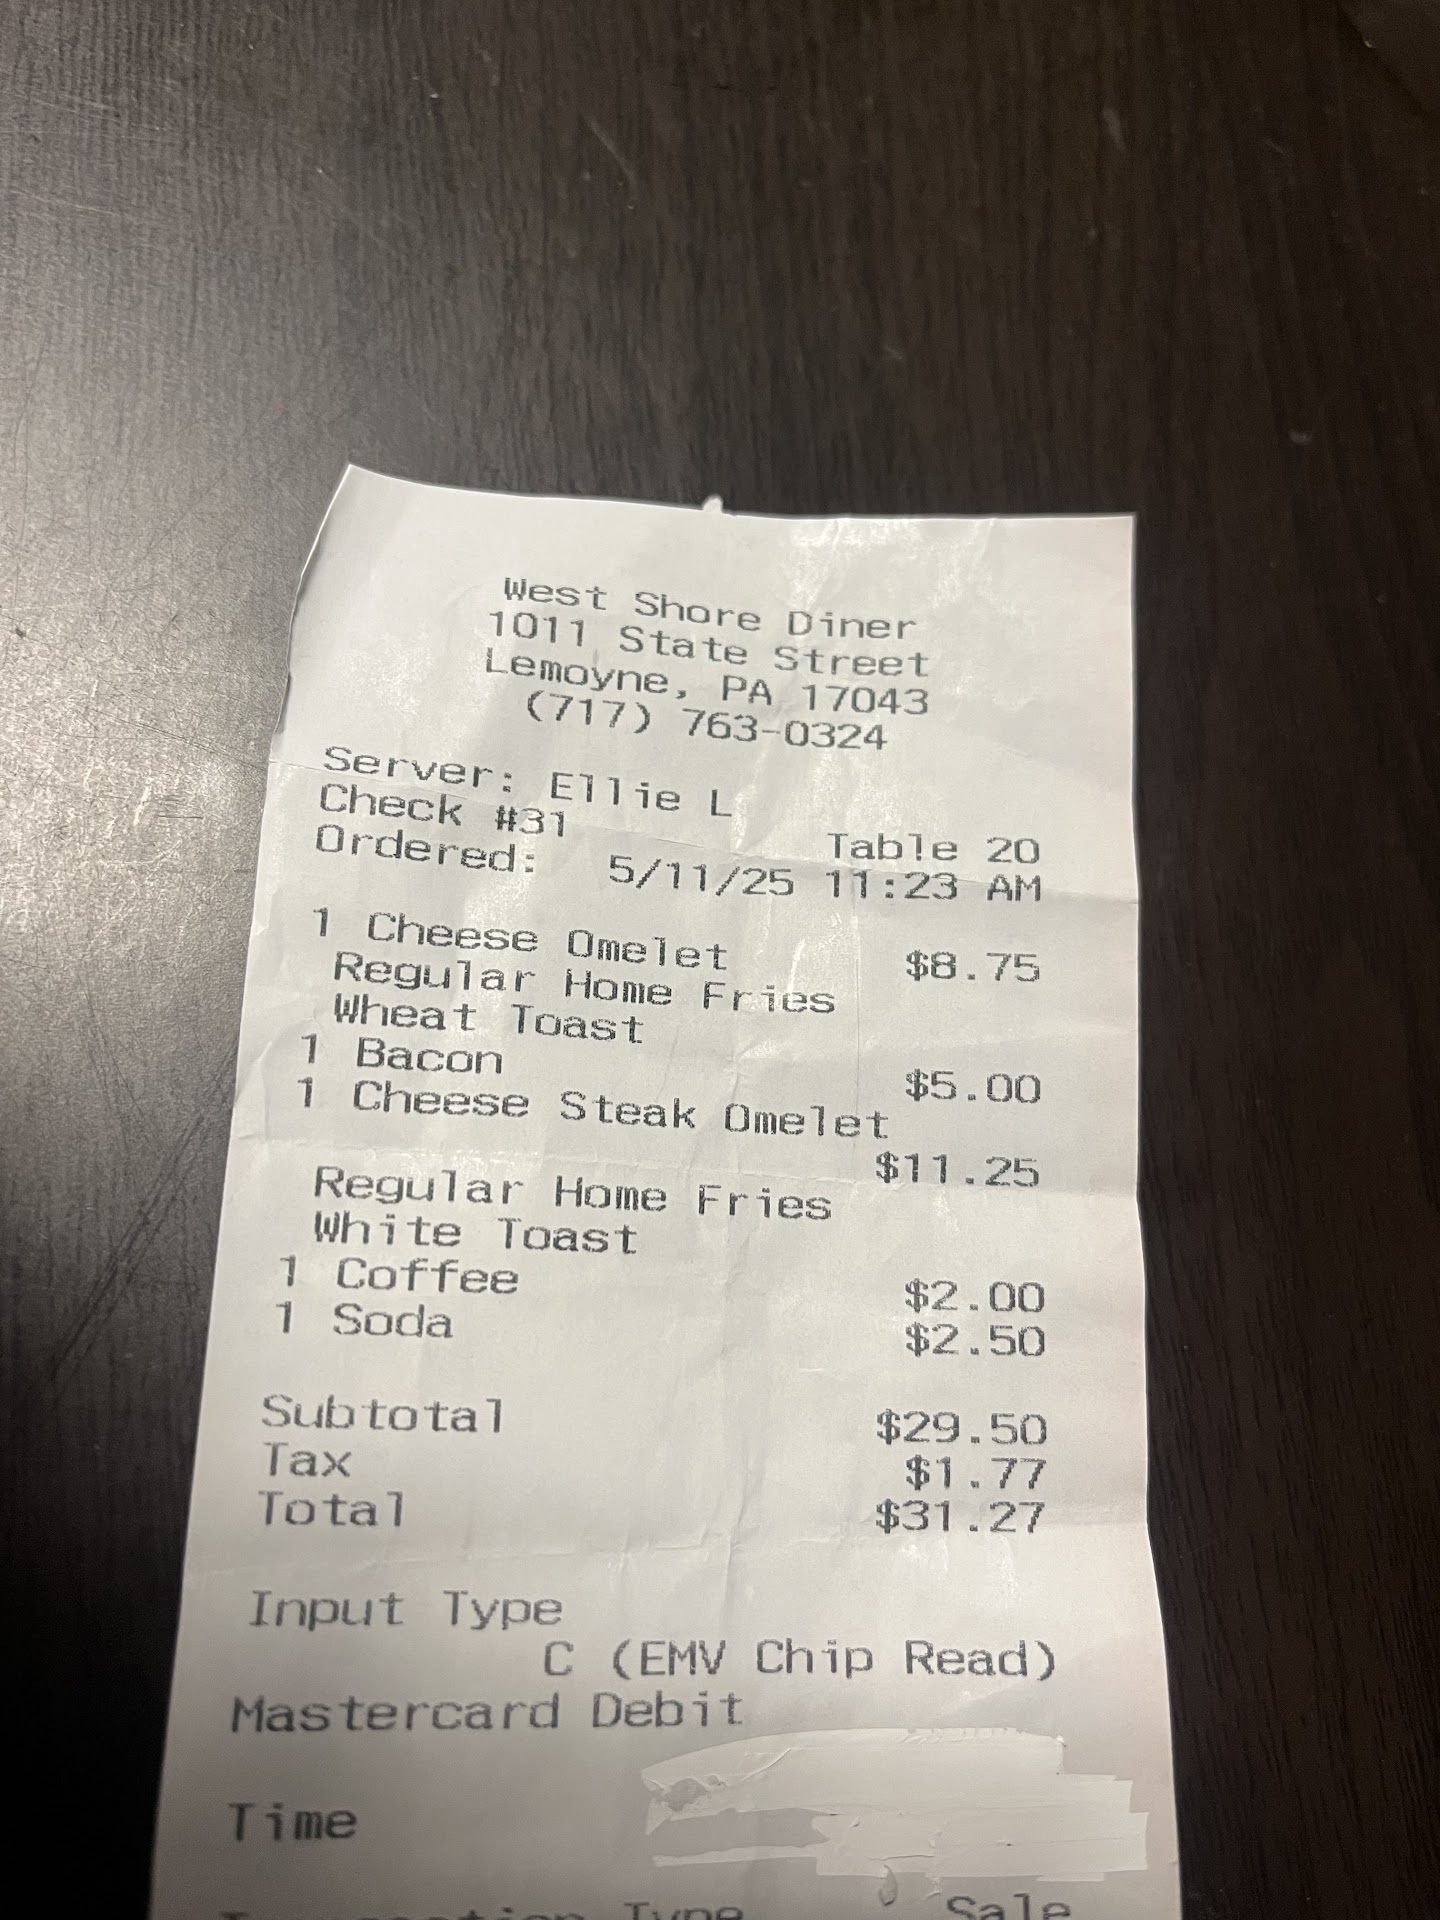 West Shore Diner
1011 State Street
Lemoyne, PA 17043
(717) 763-0324
Server: Ellie L
Check #31 Table 20
Ordered: 5/11/25 11:23 AM
1 Cheese Omelet $8.75
Regular Home Fries
Wheat Toast
1 Bacon $5.00
1 Cheese Steak Omelet
$11.25
Regular Home Fries
White Toast
1 Coffee $2.00
1 Soda $2.50
Subtotal $29.50
Tax $1.77
Total $31.27
Input Type
C (EMV Chip Read)
Mastercard Debit
Time
Type Sale